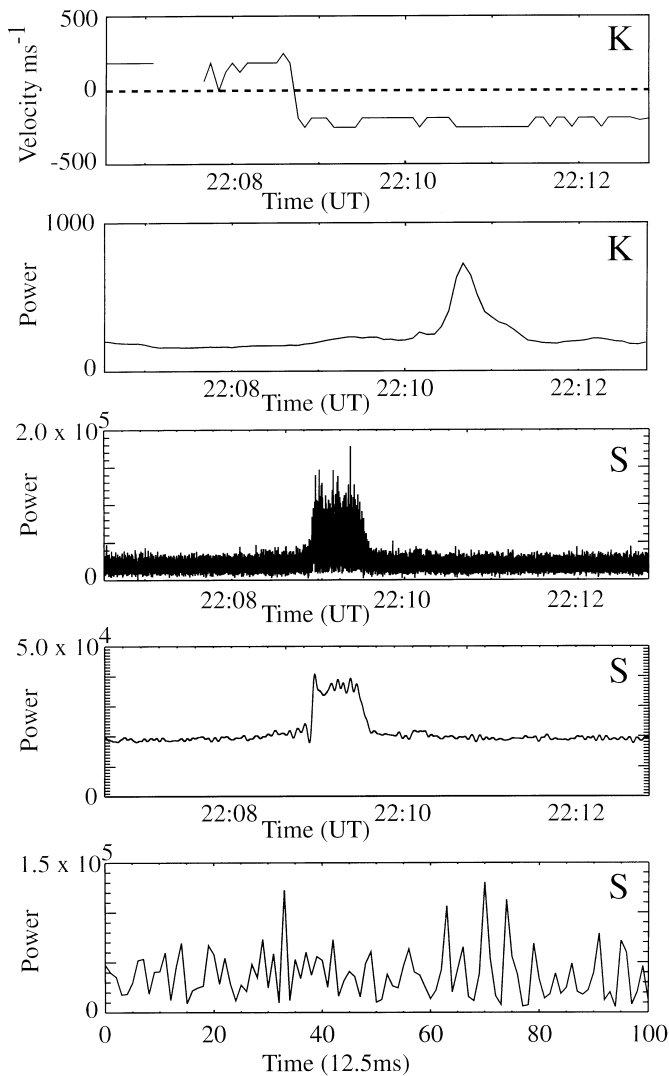 500
K
Velocity ms-1
0
-500
22:08 22:10 22:12
Time (UT)
1000
K
Power
0
22:08 22:10 22:12
Time (UT)
2.0 x 10^5
S
Power
0
22:08 22:10 22:12
Time (UT)
5.0 x 10^4
S
Power
0
22:08 22:10 22:12
Time (UT)
1.5 x 10^5
S
Power
0
0 20 40 60 80 100
Time (12.5ms)